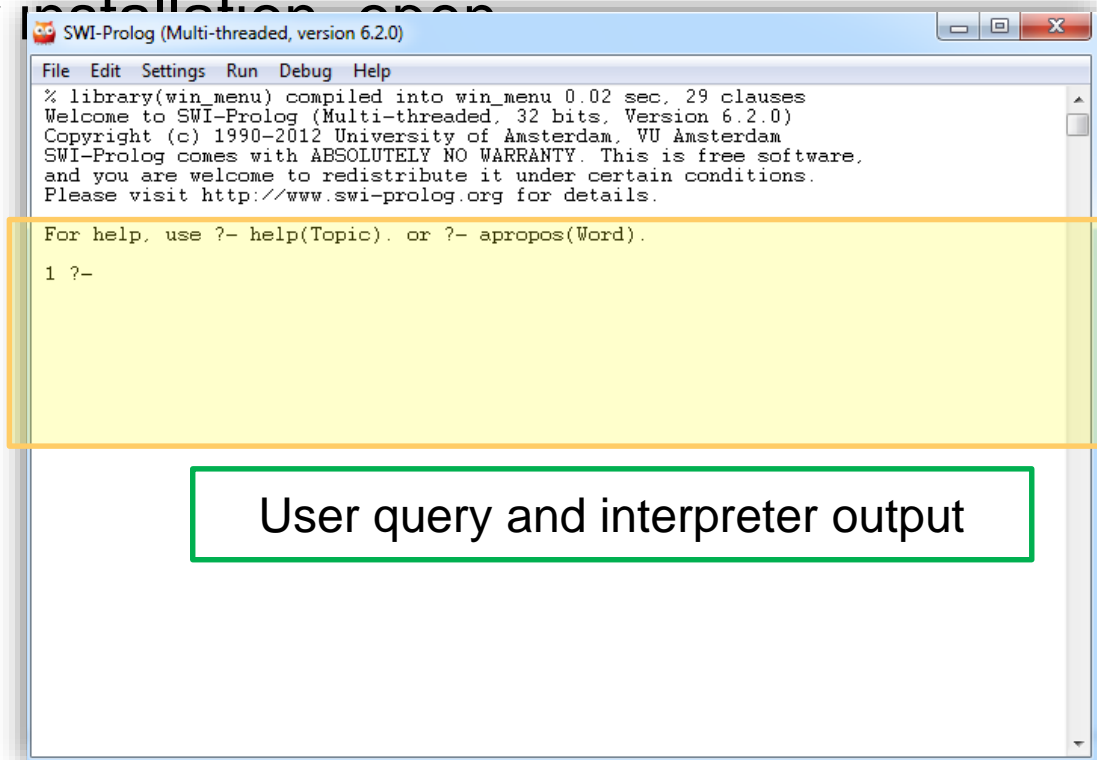 installation, open
SWI-Prolog (Multi-threaded, version 6.2.0)
File Edit Settings Run Debug Help
% library(win_menu) compiled into win_menu 0.02 sec, 29 clauses
Welcome to SWI-Prolog (Multi-threaded, 32 bits, Version 6.2.0)
Copyright (c) 1990-2012 University of Amsterdam, VU Amsterdam
SWI-Prolog comes with ABSOLUTELY NO WARRANTY. This is free software,
and you are welcome to redistribute it under certain conditions.
Please visit http://www.swi-prolog.org for details.
For help, use ?- help(Topic). or ?- apropos(Word).
1 ?-
User query and interpreter output